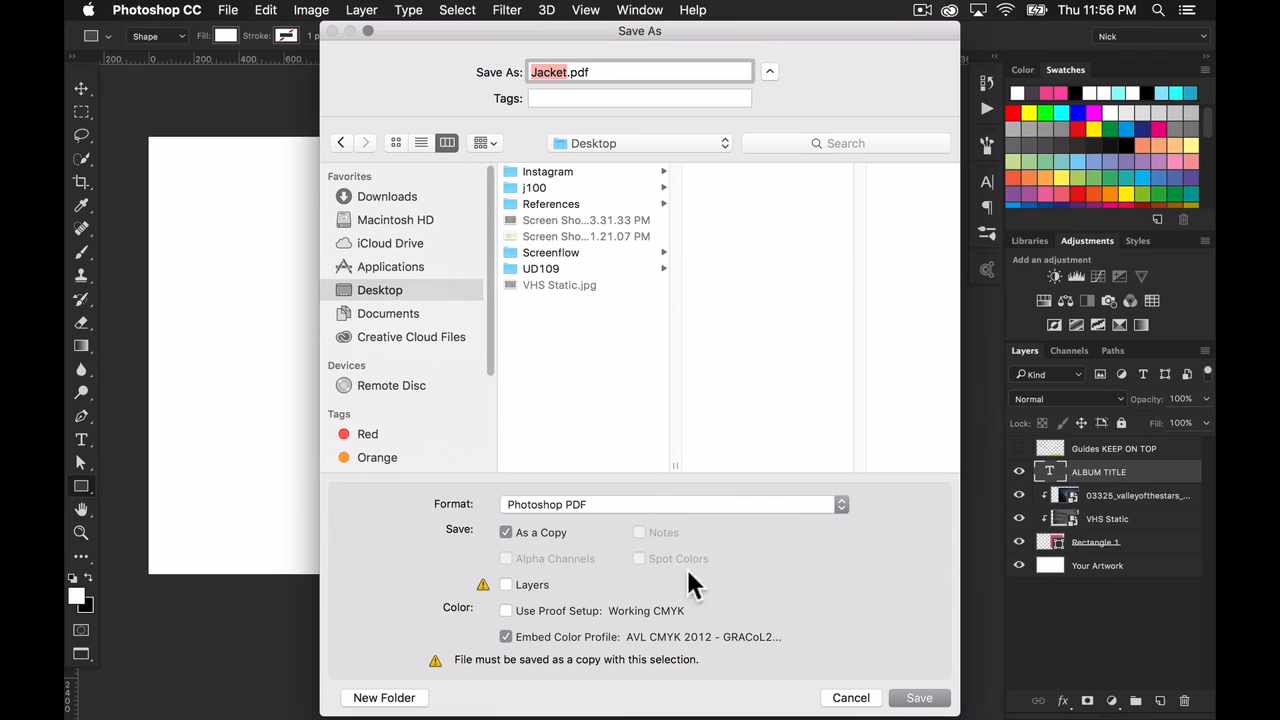 Photoshop CC File Edit Image Layer Type Select Filter 3D View Window Help Thu 11:56 PM
Shape Fill: Stroke: 1 p Nick
Save As
200 0 200 400 600
Save As: Jacket.pdf
Tags:
Desktop
Search
Favorites
Downloads
Macintosh HD
iCloud Drive
Applications
Desktop
Documents
Creative Cloud Files
Devices
Remote Disc
Tags
Red
Orange
Instagram
j100
References
Screen Sho...3.31.33 PM
Screen Sho...1.21.07 PM
Screenflow
UD109
VHS Static.jpg
Format: Photoshop PDF
Save: As a Copy Notes
Alpha Channels Spot Colors
Layers
Color: Use Proof Setup: Working CMYK
Embed Color Profile: AVL CMYK 2012 - GRACoL2...
File must be saved as a copy with this selection.
New Folder Cancel Save
Color Swatches
Libraries Adjustments Styles
Add an adjustment
Layers Channels Paths
Kind
Normal Opacity: 100%
Lock: Fill: 100%
Guides KEEP ON TOP
ALBUM TITLE
03325_valleyofthestars_...
VHS Static
Rectangle 1
Your Artwork